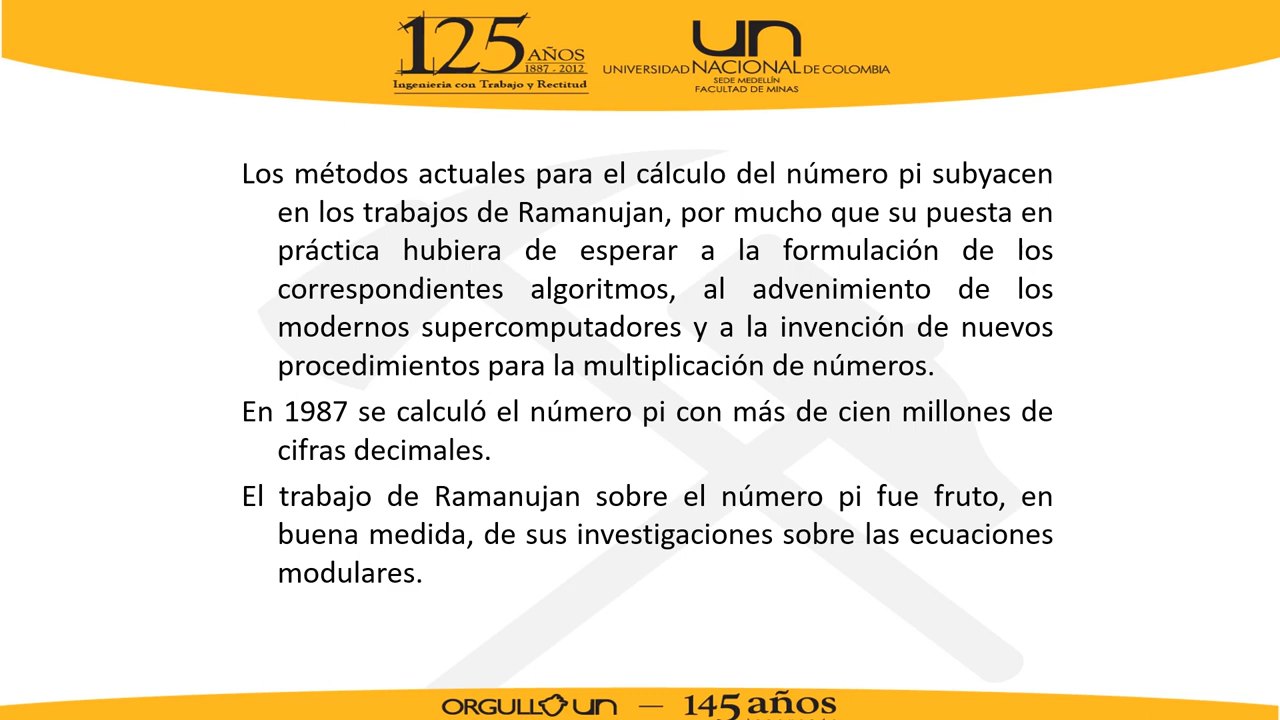 125 AÑOS
1887 - 2012
Ingeniería con Trabajo y Rectitud
un
UNIVERSIDAD NACIONAL DE COLOMBIA
SEDE MEDELLÍN
FACULTAD DE MINAS
Los métodos actuales para el cálculo del número pi subyacen
en los trabajos de Ramanujan, por mucho que su puesta en
práctica hubiera de esperar a la formulación de los
correspondientes algoritmos, al advenimiento de los
modernos supercomputadores y a la invención de nuevos
procedimientos para la multiplicación de números.
En 1987 se calculó el número pi con más de cien millones de
cifras decimales.
El trabajo de Ramanujan sobre el número pi fue fruto, en
buena medida, de sus investigaciones sobre las ecuaciones
modulares.
ORGULLO un — 145 años